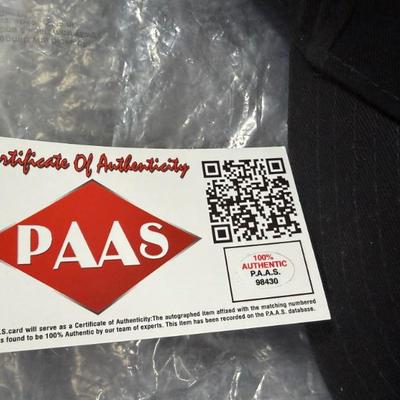 rtificate Of Authenticity
PAAS
100%
AUTHENTIC
P.A.A.S.
98430
.S.card will serve as a Certificate of Authenticity:The autographed item affixed with the matching numbered
s found to be 100% Authentic by our team of experts. This item has been recorded on the P.A.A.S. database.